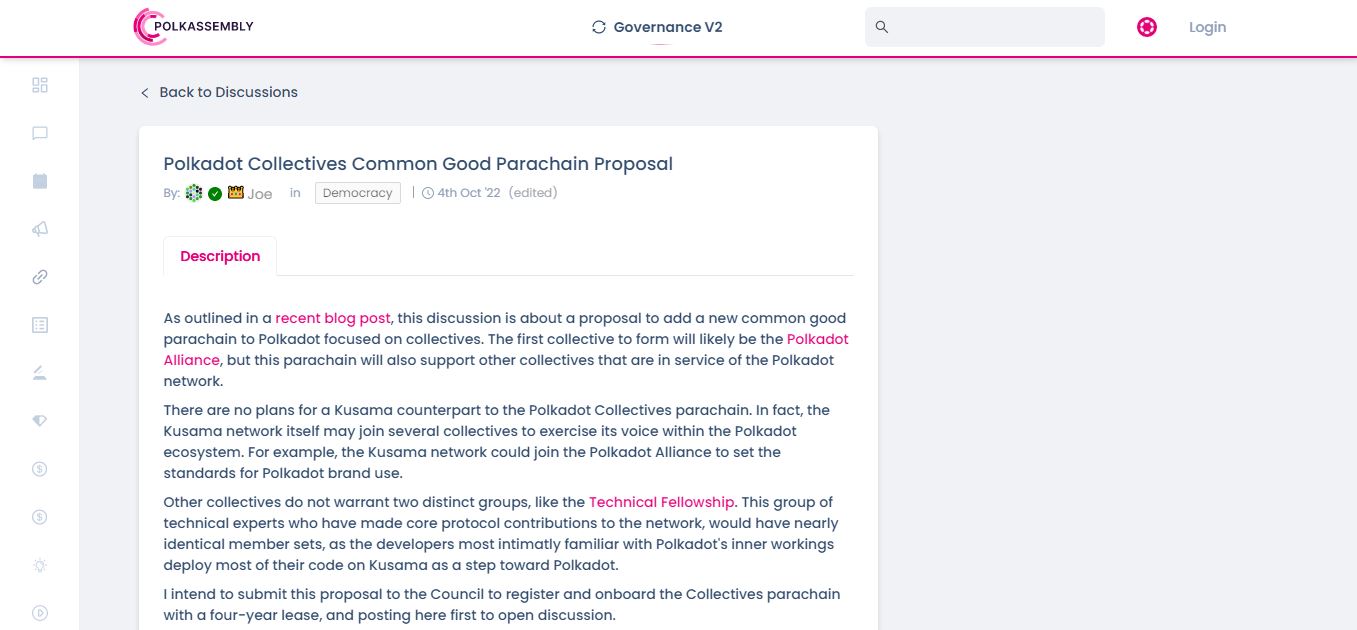 POLKASSEMBLY
Governance V2
Login
Back to Discussions
Polkadot Collectives Common Good Parachain Proposal
By: Joe in Democracy | 4th Oct '22 (edited)
Description
As outlined in a recent blog post, this discussion is about a proposal to add a new common good
parachain to Polkadot focused on collectives. The first collective to form will likely be the Polkadot
Alliance, but this parachain will also support other collectives that are in service of the Polkadot
network.
There are no plans for a Kusama counterpart to the Polkadot Collectives parachain. In fact, the
Kusama network itself may join several collectives to exercise its voice within the Polkadot
ecosystem. For example, the Kusama network could join the Polkadot Alliance to set the
standards for Polkadot brand use.
Other collectives do not warrant two distinct groups, like the Technical Fellowship. This group of
technical experts who have made core protocol contributions to the network, would have nearly
identical member sets, as the developers most intimatly familiar with Polkadot's inner workings
deploy most of their code on Kusama as a step toward Polkadot.
I intend to submit this proposal to the Council to register and onboard the Collectives parachain
with a four-year lease, and posting here first to open discussion.